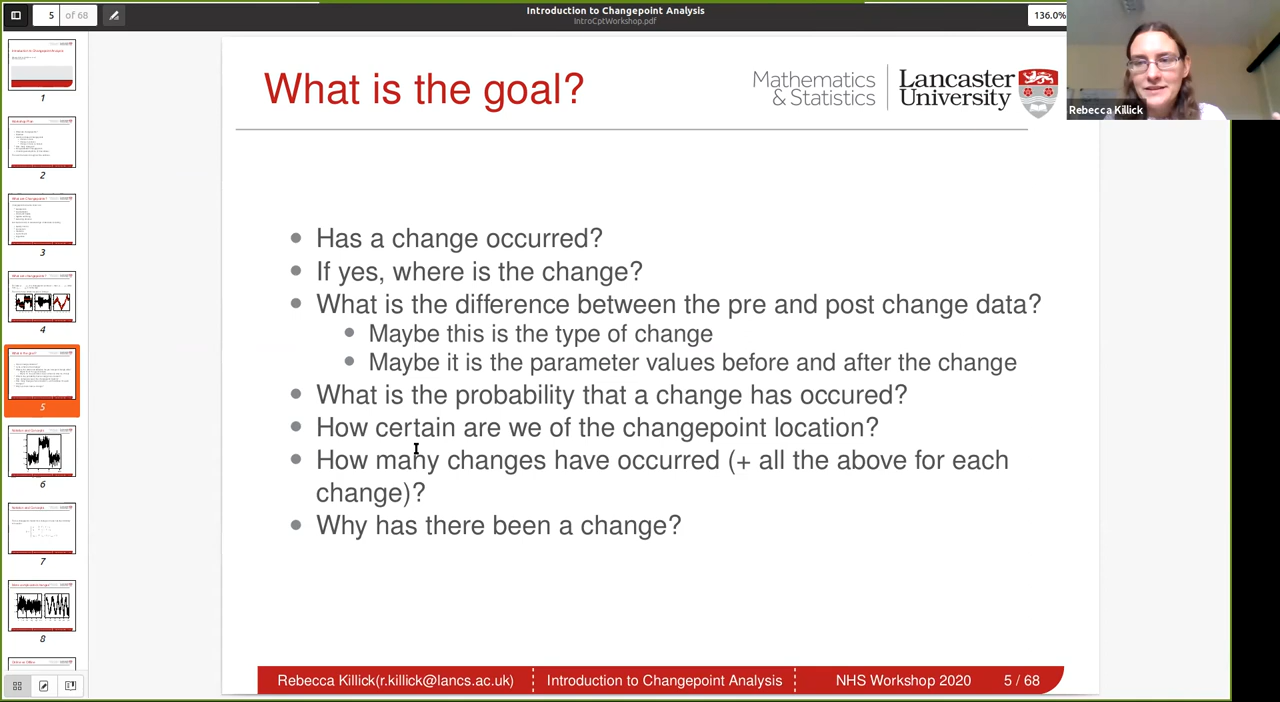 5 of 68
Introduction to Changepoint Analysis
IntroCptWorkshop.pdf
136.0%
Rebecca Killick
What is the goal?
Mathematics
& Statistics
Lancaster
University
Has a change occurred?
If yes, where is the change?
What is the difference between the pre and post change data?
Maybe this is the type of change
Maybe it is the parameter values before and after the change
What is the probability that a change has occured?
How certain are we of the changepoint location?
How many changes have occurred (+ all the above for each
change)?
Why has there been a change?
Rebecca Killick(r.killick@lancs.ac.uk)
Introduction to Changepoint Analysis
NHS Workshop 2020
5 / 68
1
2
3
4
5
6
7
8